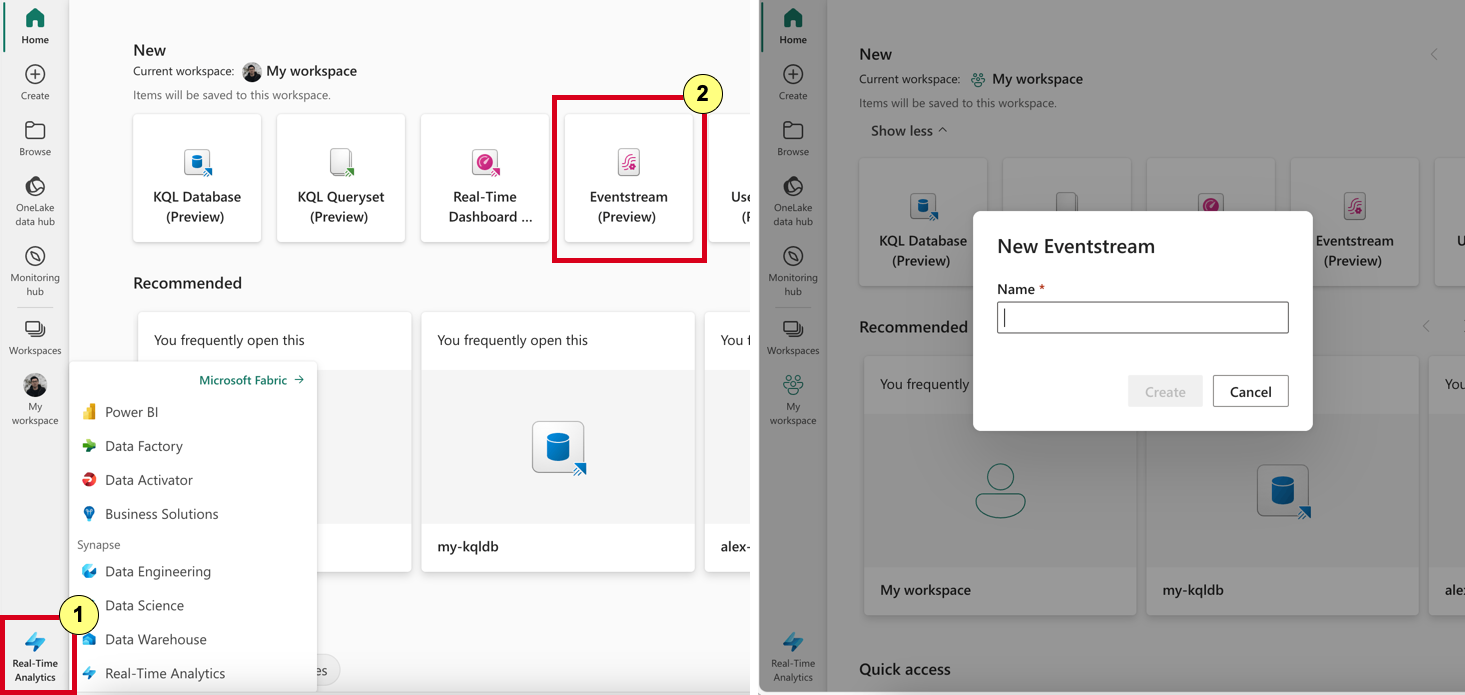 Home
Create
Browse
OneLake
data hub
Monitoring
hub
Workspaces
My
workspace
Real-Time
Analytics
1
New
Current workspace: My workspace
Items will be saved to this workspace.
KQL Database
(Preview)
KQL Queryset
(Preview)
Real-Time
Dashboard ...
2
Eventstream
(Preview)
Recommended
You frequently open this
You frequently open this
my-kqldb
alex-
Microsoft Fabric →
Power BI
Data Factory
Data Activator
Business Solutions
Synapse
Data Engineering
Data Science
Data Warehouse
Real-Time Analytics
Home
Create
Browse
OneLake
data hub
Monitoring
hub
Workspaces
My
workspace
Real-Time
Analytics
New
Current workspace: My workspace
Items will be saved to this workspace.
Show less
KQL Database
(Preview)
Eventstream
(Preview)
New Eventstream
Name *
Create
Cancel
Recommended
You frequently
My workspace
my-kqldb
Quick access